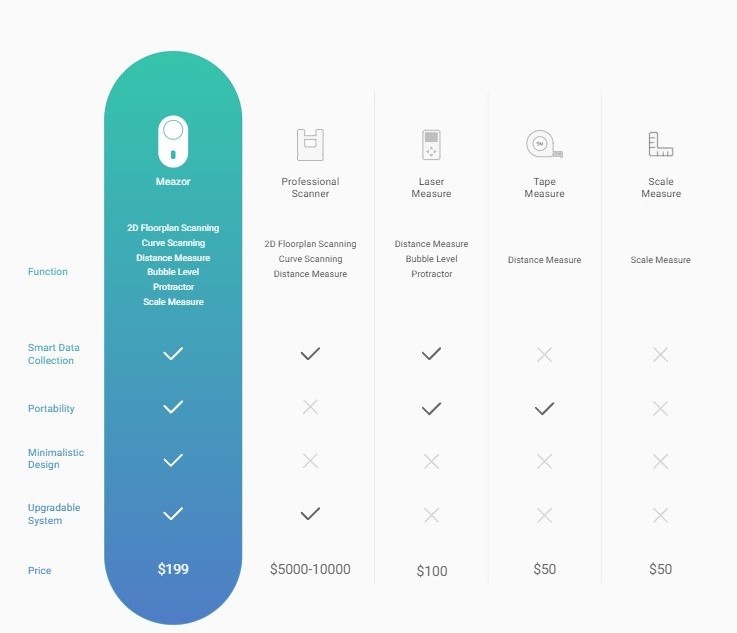 Meazor
Professional
Scanner
Laser
Measure
Tape
Measure
Scale
Measure
Function
2D Floorplan Scanning
Curve Scanning
Distance Measure
Bubble Level
Protractor
Scale Measure
2D Floorplan Scanning
Curve Scanning
Distance Measure
Distance Measure
Bubble Level
Protractor
Distance Measure
Scale Measure
Smart Data
Collection
Portability
Minimalistic
Design
Upgradable
System
Price
$199
$5000-10000
$100
$50
$50